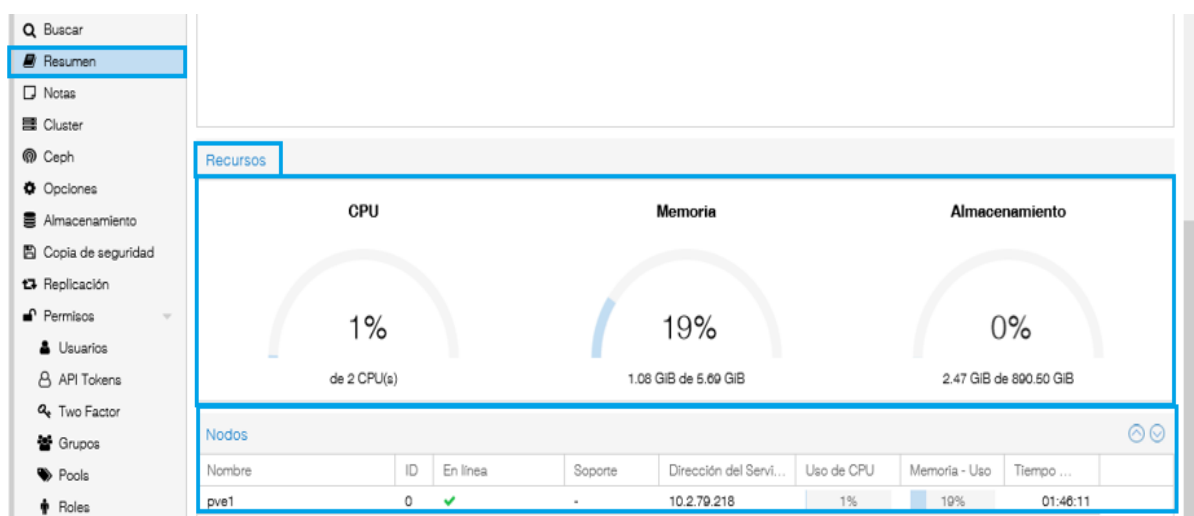 Buscar
Resumen
Notas
Cluster
Ceph
Opciones
Almacenamiento
Copia de seguridad
Replicación
Permisos
Usuarios
API Tokens
Two Factor
Grupos
Pools
Roles
Recursos
CPU Memoria Almacenamiento
1% 19% 0%
de 2 CPU(s) 1.08 GiB de 5.69 GiB 2.47 GiB de 890.50 GiB
Nodos
Nombre ID En línea Soporte Dirección del Servi... Uso de CPU Memoria - Uso Tiempo ...
pve1 0 - 10.2.79.218 1% 19% 01:46:11